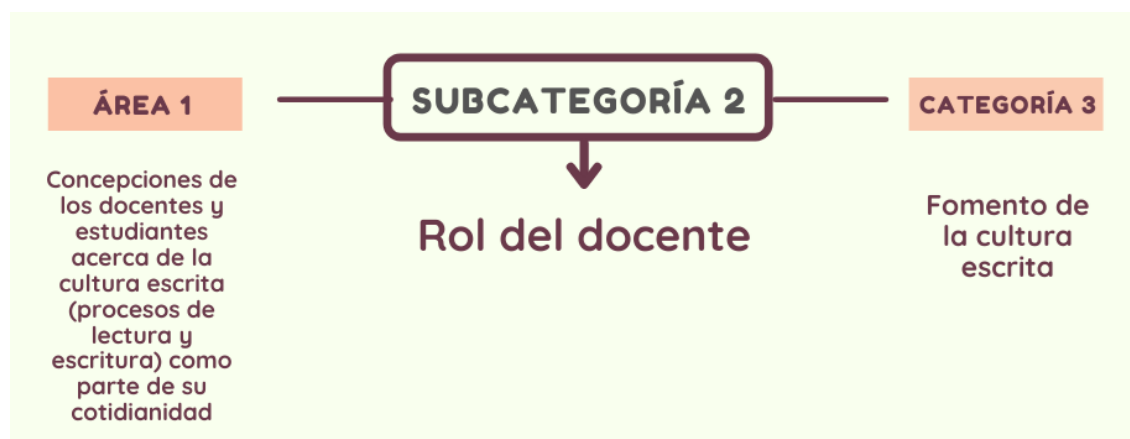 ÁREA 1
Concepciones de
los docentes y
estudiantes
acerca de la
cultura escrita
(procesos de
lectura y
escritura) como
parte de su
cotidianidad
SUBCATEGORÍA 2
Rol del docente
CATEGORÍA 3
Fomento de
la cultura
escrita